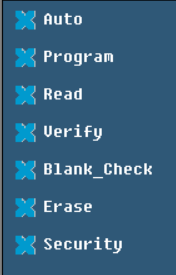 Auto
Program
Read
Verify
Blank_Check
Erase
Security